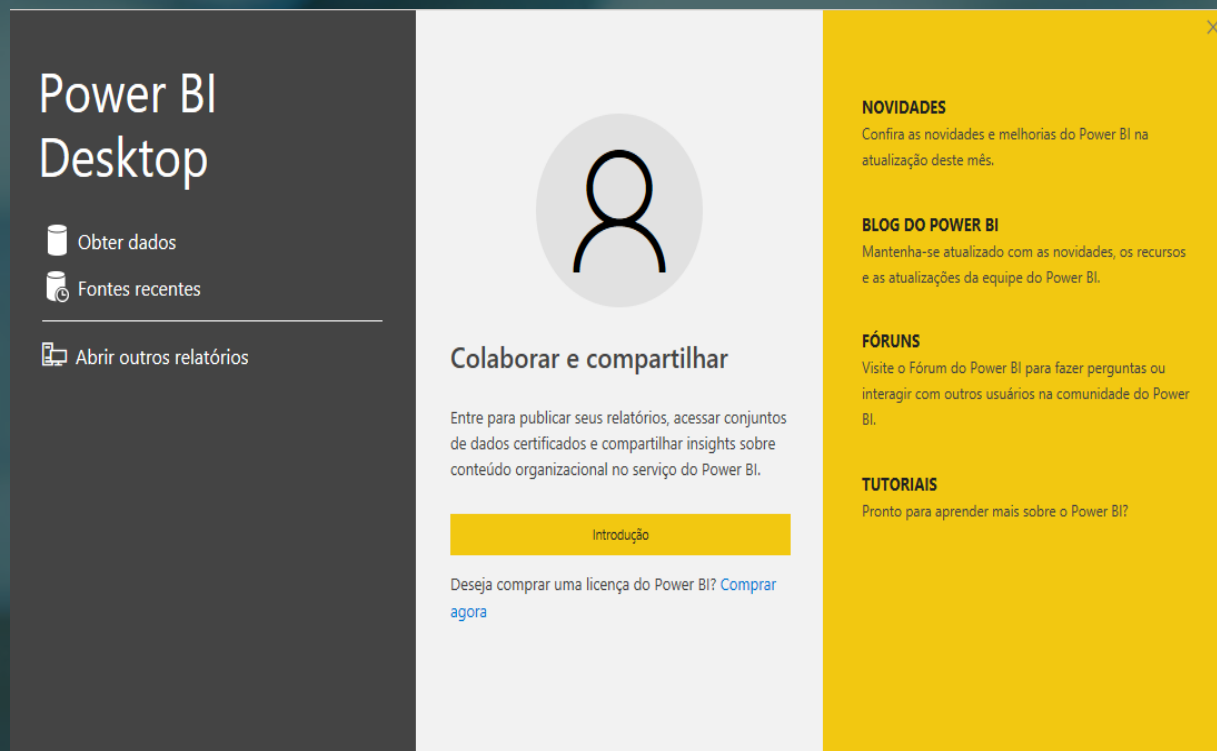 Power BI
Desktop
Obter dados
Fontes recentes
Abrir outros relatórios
Colaborar e compartilhar
Entre para publicar seus relatórios, acessar conjuntos
de dados certificados e compartilhar insights sobre
conteúdo organizacional no serviço do Power BI.
Introdução
Deseja comprar uma licença do Power BI? Comprar
agora
NOVIDADES
Confira as novidades e melhorias do Power BI na
atualização deste mês.
BLOG DO POWER BI
Mantenha-se atualizado com as novidades, os recursos
e as atualizações da equipe do Power BI.
FÓRUNS
Visite o Fórum do Power BI para fazer perguntas ou
interagir com outros usuários na comunidade do Power
BI.
TUTORIAIS
Pronto para aprender mais sobre o Power BI?